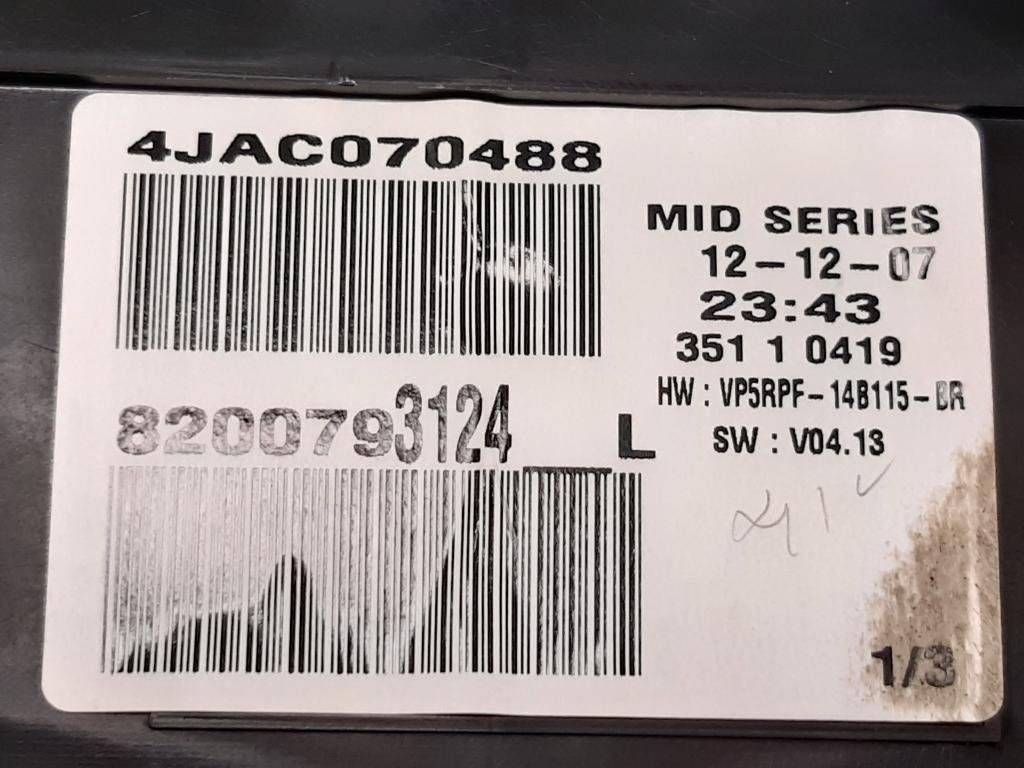 4JAC070488
MID SERIES
12-12-07
23:43
351 1 0419
HW : VP5RPF-14B115-BR
SW : V04.13
8200793124__L
1/3